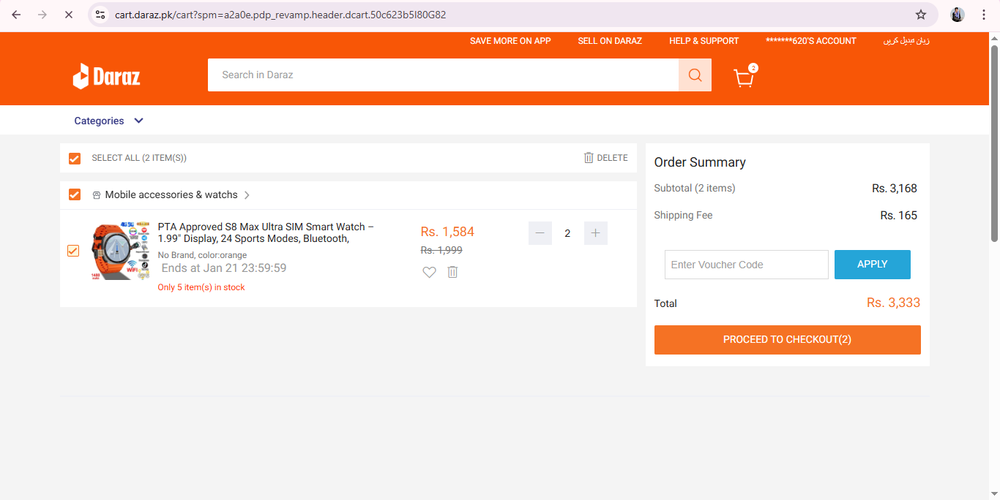 cart.daraz.pk/cart?spm=a2a0e.pdp_revamp.header.dcart.50c623b5I80G82
SAVE MORE ON APP SELL ON DARAZ HELP & SUPPORT *******620'S ACCOUNT زبان تبدیل کریں
Daraz Search in Daraz 2
Categories
SELECT ALL (2 ITEM(S)) DELETE
Mobile accessories & watchs
PTA Approved S8 Max Ultra SIM Smart Watch –
1.99" Display, 24 Sports Modes, Bluetooth,
No Brand, color:orange
Ends at Jan 21 23:59:59
Only 5 item(s) in stock
4G 5G
WiFi
Rs. 1,584
Rs. 1,999
2
Order Summary
Subtotal (2 items) Rs. 3,168
Shipping Fee Rs. 165
Enter Voucher Code APPLY
Total Rs. 3,333
PROCEED TO CHECKOUT(2)